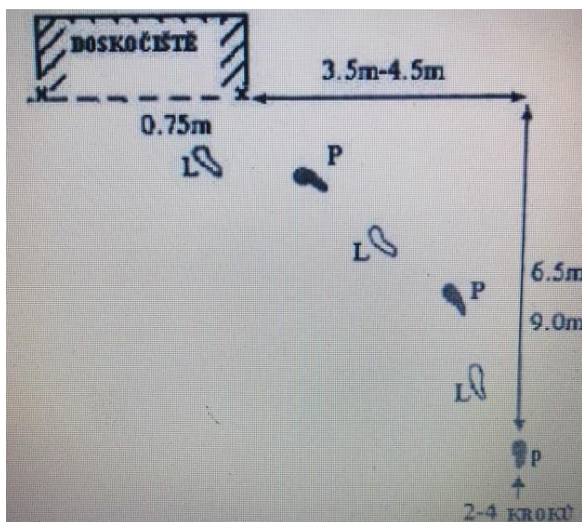 DOSKOČIŠTĚ
3.5m-4.5m
0.75m
L
P
L
P
6.5m
9.0m
L
p
2-4 KROKŮ